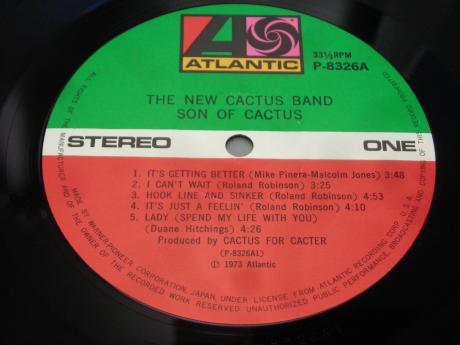 ATLANTIC
33⅓RPM
P-8326A
THE NEW CACTUS BAND
SON OF CACTUS
STEREO
ONE
1. IT'S GETTING BETTER (Mike Pinera-Malcolm Jones) 3:48
2. I CAN'T WAIT (Roland Robinson) 3:25
3. HOOK LINE AND SINKER (Roland Robinson) 4:53
4. IT'S JUST A FEELIN' (Roland Robinson) 4:10
5. LADY (SPEND MY LIFE WITH YOU)
(Duane Hitchings) 4:26
Produced by CACTUS FOR CACTER
(P-8326A1)
Ⓟ 1973 Atlantic
ALL RIGHTS OF THE MANUFACTURER AND OF THE OWNER OF THE RECORDED WORK RESERVED. UNAUTHORIZED PUBLIC PERFORMANCE, BROADCASTING AND COPYING OF THIS RECORD PROHIBITED
MADE BY WARNER-PIONEER CORPORATION, JAPAN, UNDER LICENSE FROM ATLANTIC RECORDING CORP. U.S.A.